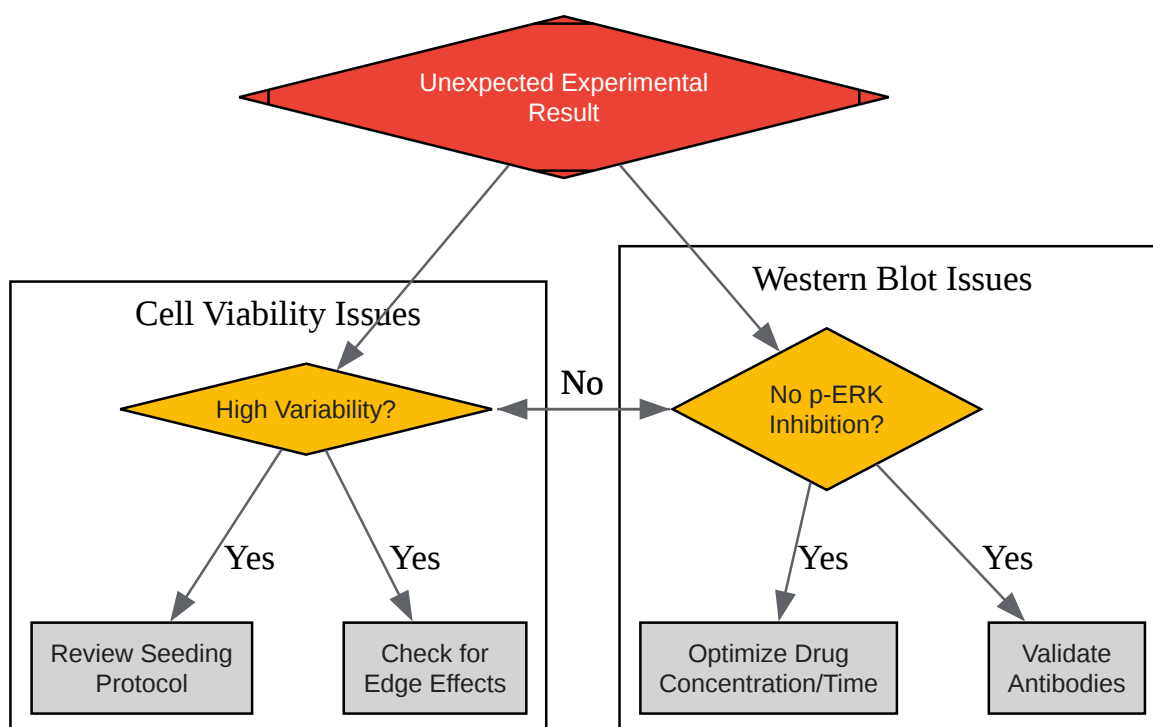 Unexpected Experimental
Result
Cell Viability Issues
Western Blot Issues
High Variability?
No
No p-ERK
Inhibition?
Yes
Yes
Yes
Yes
Review Seeding
Protocol
Check for
Edge Effects
Optimize Drug
Concentration/Time
Validate
Antibodies